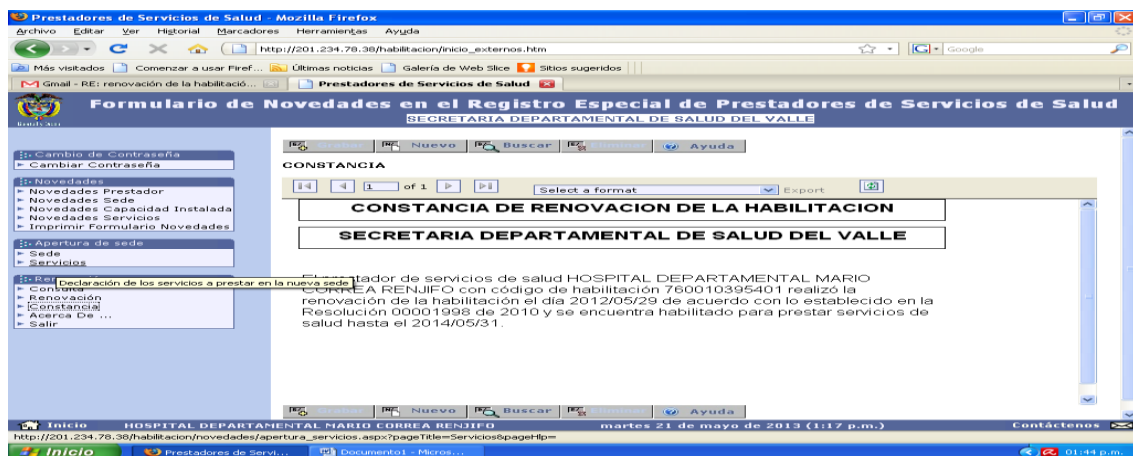 Prestadores de Servicios de Salud - Mozilla Firefox
Archivo Editar Ver Historial Marcadores Herramientas Ayuda
http://201.234.78.38/habilitacion/inicio_externos.htm
Google
Más visitados Comenzar a usar Firef... Últimas noticias Galería de Web Slice Sitios sugeridos
Gmail - RE: renovación de la habilitació... Prestadores de Servicios de Salud
Formulario de Novedades en el Registro Especial de Prestadores de Servicios de Salud
SECRETARIA DEPARTAMENTAL DE SALUD DEL VALLE
Cambio de Contraseña
Cambiar Contraseña
Novedades
Novedades Prestador
Novedades Sede
Novedades Capacidad Instalada
Novedades Servicios
Imprimir Formulario Novedades
Apertura de sede
Sede
Servicios
Declaración de los servicios a prestar en la nueva sede
Consulta
Renovación
Constancia
Acerca De ...
Salir
Nuevo Buscar Ayuda
CONSTANCIA
1 of 1 Select a format Export
CONSTANCIA DE RENOVACION DE LA HABILITACION
SECRETARIA DEPARTAMENTAL DE SALUD DEL VALLE
El prestador de servicios de salud HOSPITAL DEPARTAMENTAL MARIO
CORREA RENJIFO con código de habilitación 760010395401 realizó la
renovación de la habilitación el día 2012/05/29 de acuerdo con lo establecido en la
Resolución 00001998 de 2010 y se encuentra habilitado para prestar servicios de
salud hasta el 2014/05/31.
Nuevo Buscar Ayuda
Inicio HOSPITAL DEPARTAMENTAL MARIO CORREA RENJIFO martes 21 de mayo de 2013 (1:17 p.m.) Contáctenos
http://201.234.78.38/habilitacion/novedades/apertura_servicios.aspx?pageTitle=Servicios&pageHlp=
Inicio Prestadores de Servi... Documento1 - Micros... 01:44 p.m.